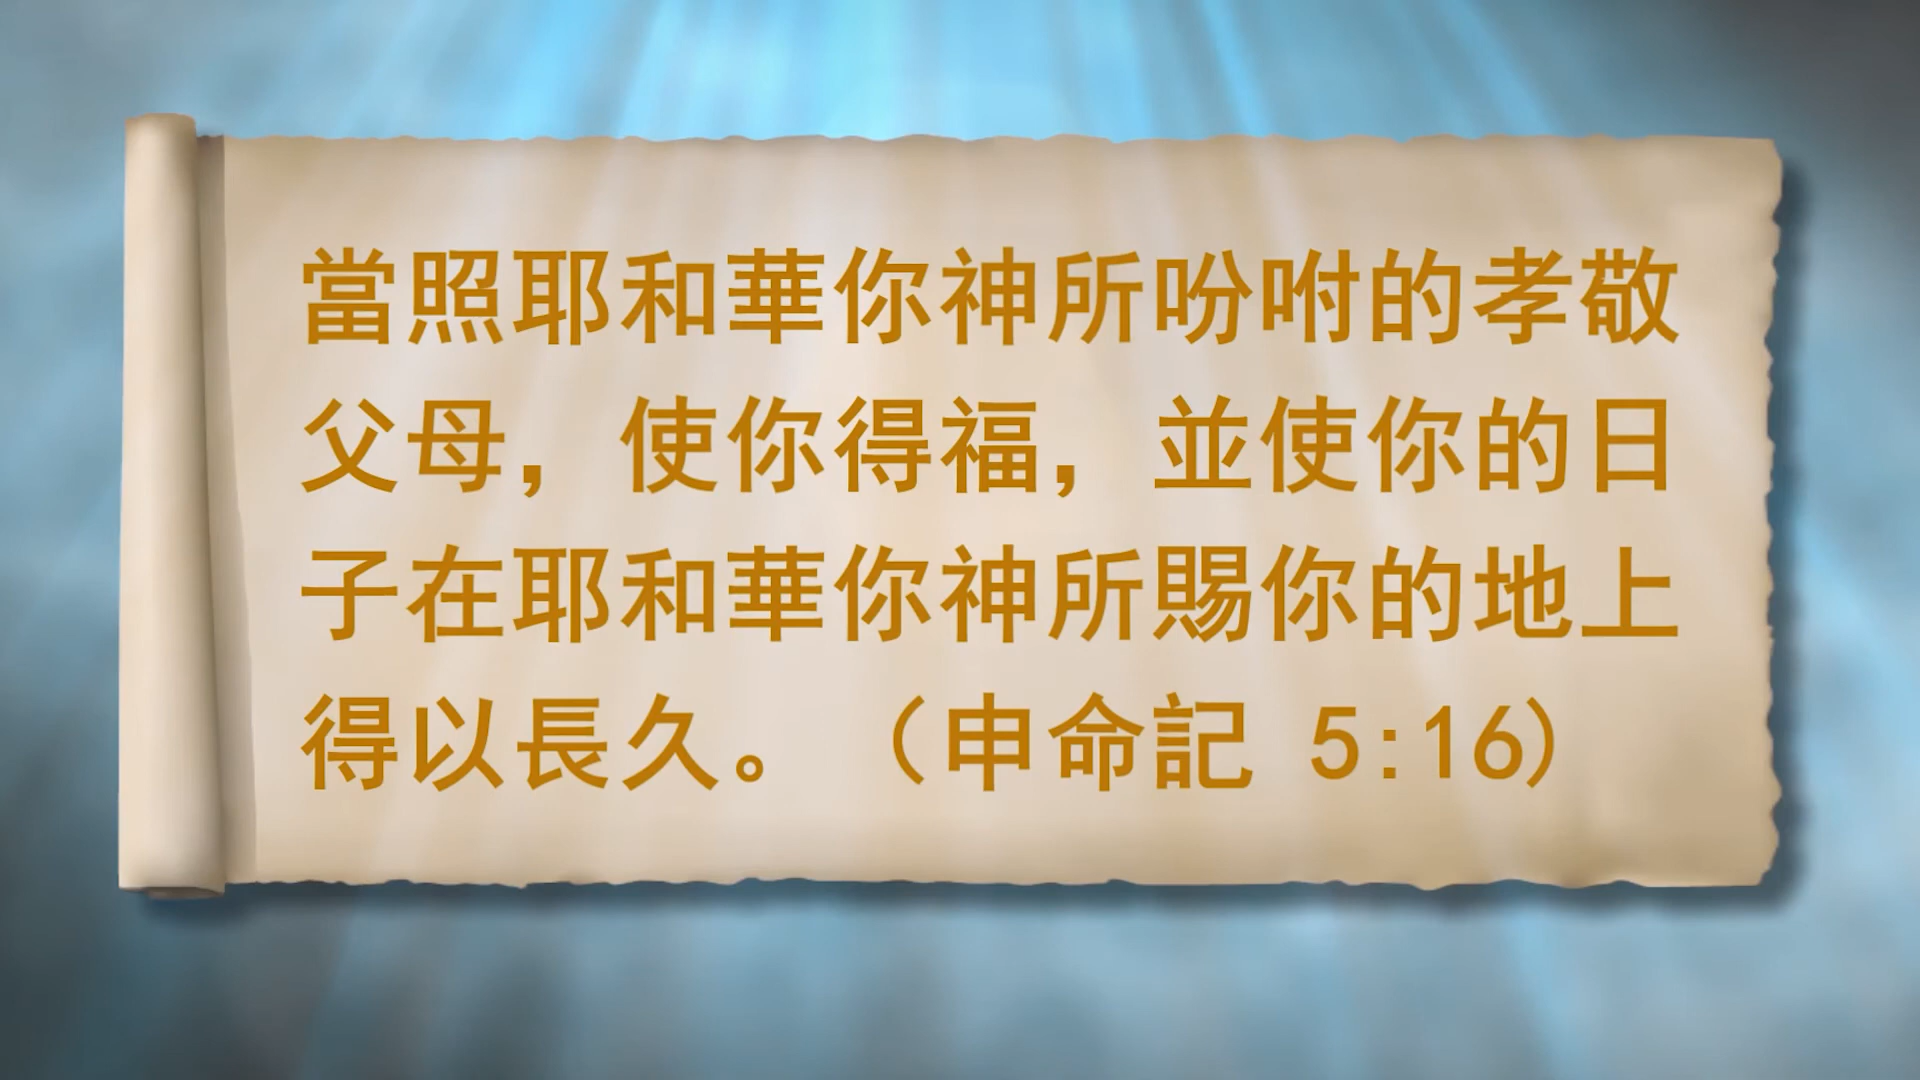 當照耶和華你神所吩咐的孝敬
父母，使你得福，並使你的日
子在耶和華你神所賜你的地上
得以長久。（申命記 5:16）